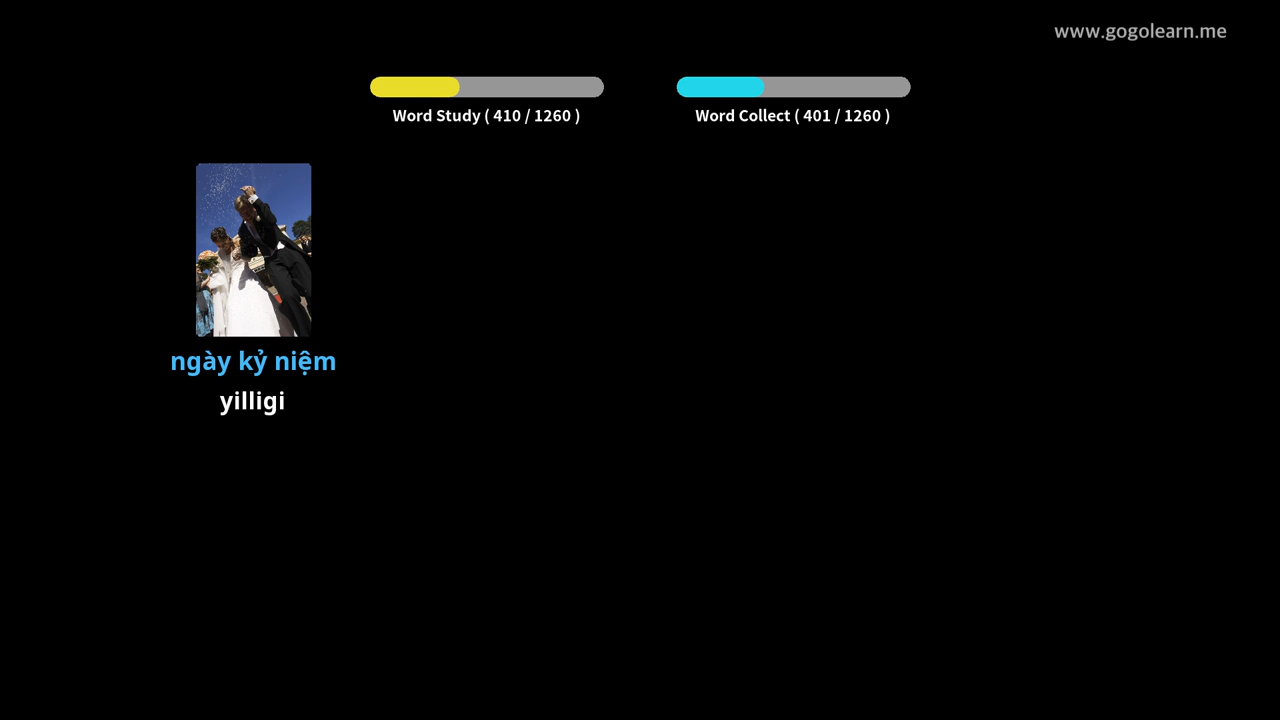 www.gogolearn.me
Word Study ( 410 / 1260 )
Word Collect ( 401 / 1260 )
ngày kỷ niệm
yilligi